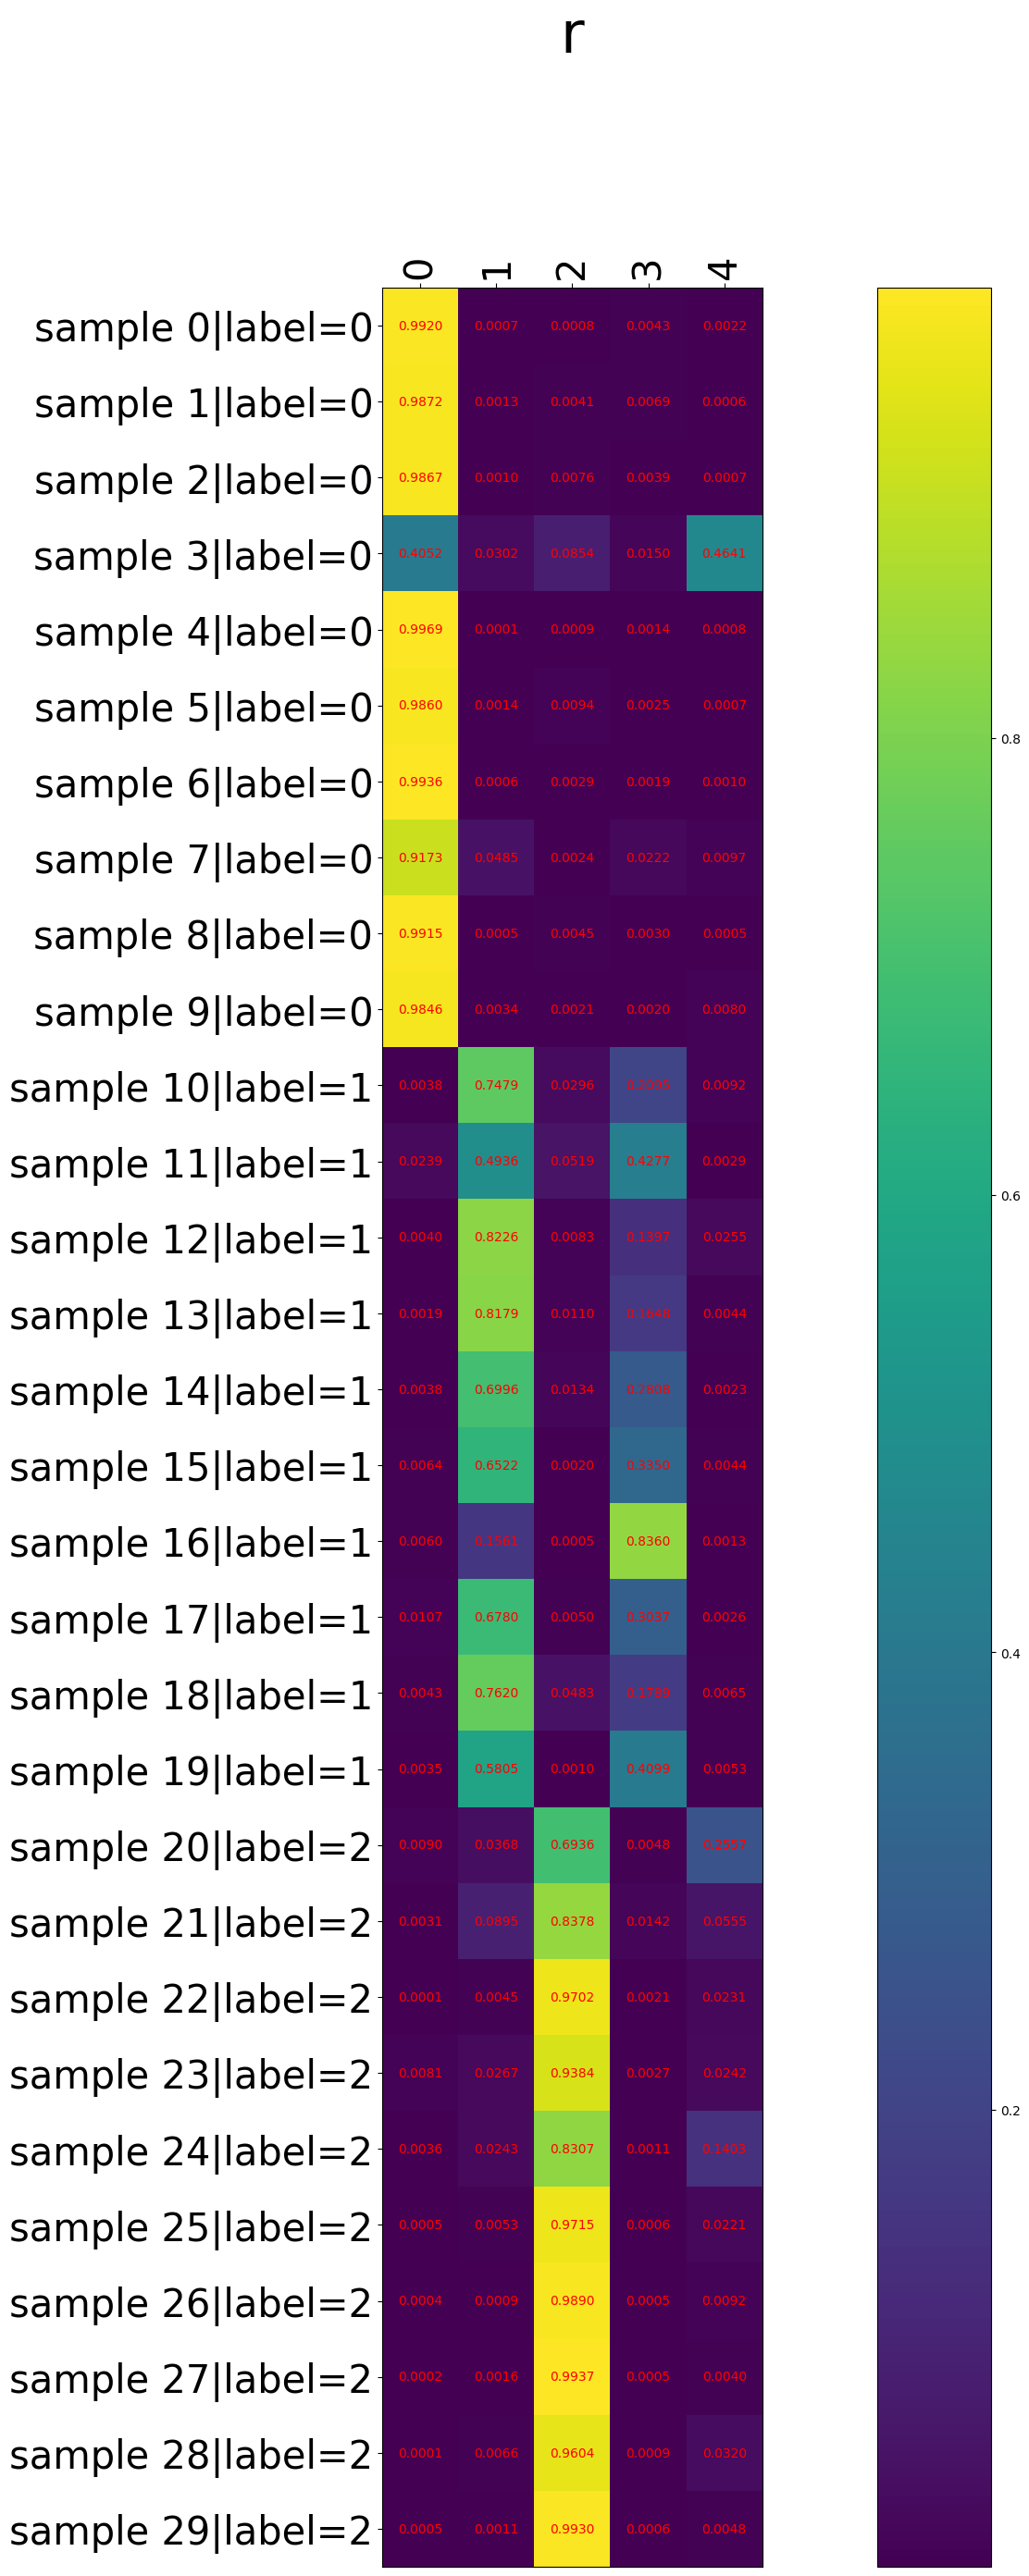 r
0 1 2 3 4
sample 0|label=0 0.9920 0.0007 0.0008 0.0043 0.0022
sample 1|label=0 0.9872 0.0013 0.0041 0.0069 0.0006
sample 2|label=0 0.9867 0.0010 0.0076 0.0039 0.0007
sample 3|label=0 0.4052 0.0302 0.0854 0.0150 0.4641
sample 4|label=0 0.9969 0.0001 0.0009 0.0014 0.0008
sample 5|label=0 0.9860 0.0014 0.0094 0.0025 0.0007
0.8
sample 6|label=0 0.9936 0.0006 0.0029 0.0019 0.0010
sample 7|label=0 0.9173 0.0485 0.0024 0.0222 0.0097
sample 8|label=0 0.9915 0.0005 0.0045 0.0030 0.0005
sample 9|label=0 0.9846 0.0034 0.0021 0.0020 0.0080
sample 10|label=1 0.0038 0.7479 0.0296 0.2095 0.0092
sample 11|label=1 0.0239 0.4936 0.0519 0.4277 0.0029
0.6
sample 12|label=1 0.0040 0.8226 0.0083 0.1397 0.0255
sample 13|label=1 0.0019 0.8179 0.0110 0.1648 0.0044
sample 14|label=1 0.0038 0.6996 0.0134 0.2808 0.0023
sample 15|label=1 0.0064 0.6522 0.0020 0.3350 0.0044
sample 16|label=1 0.0060 0.1561 0.0005 0.8360 0.0013
sample 17|label=1 0.0107 0.6780 0.0050 0.3037 0.0026
0.4
sample 18|label=1 0.0043 0.7620 0.0483 0.1789 0.0065
sample 19|label=1 0.0035 0.5805 0.0010 0.4099 0.0053
sample 20|label=2 0.0090 0.0368 0.6936 0.0048 0.2557
sample 21|label=2 0.0031 0.0895 0.8378 0.0142 0.0555
sample 22|label=2 0.0001 0.0045 0.9702 0.0021 0.0231
sample 23|label=2 0.0081 0.0267 0.9384 0.0027 0.0242
0.2
sample 24|label=2 0.0036 0.0243 0.8307 0.0011 0.1403
sample 25|label=2 0.0005 0.0053 0.9715 0.0006 0.0221
sample 26|label=2 0.0004 0.0009 0.9890 0.0005 0.0092
sample 27|label=2 0.0002 0.0016 0.9937 0.0005 0.0040
sample 28|label=2 0.0001 0.0066 0.9604 0.0009 0.0320
sample 29|label=2 0.0005 0.0011 0.9930 0.0006 0.0048